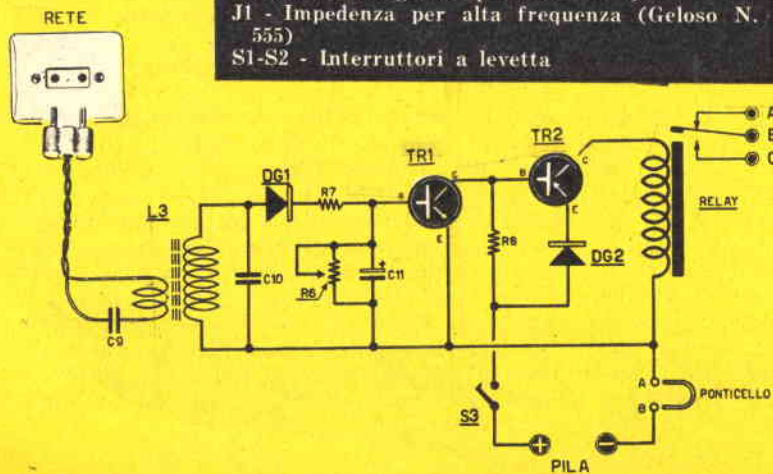 J1 - Impedenza per alta frequenza (Geloso N.
555)
S1-S2 - Interruttori a levetta
RETE
L3
C9
C10
DG1
R7
R6
C11
TR1
B
C
E
R8
TR2
B
C
E
DG2
RELAY
A
B
C
S3
A
B
PONTICELLO
+
PILA
-